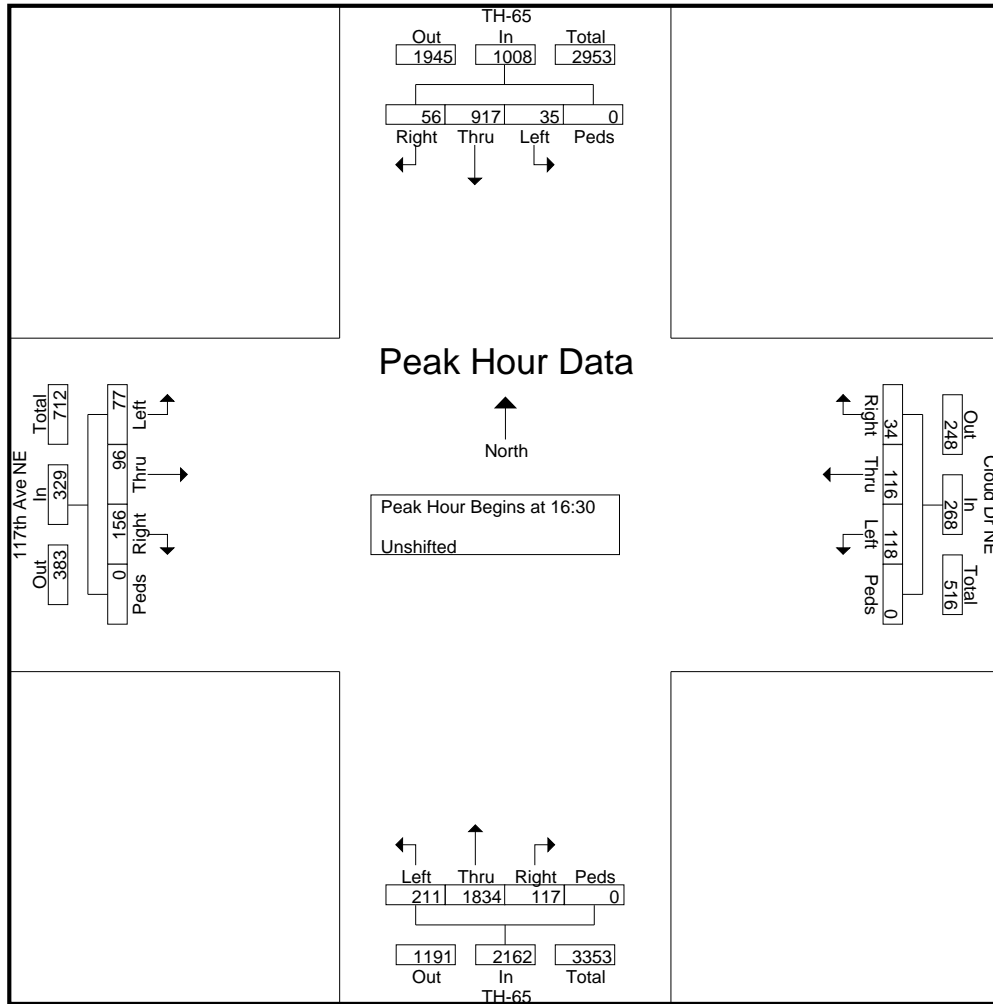 TH-65
Out In Total
1945 1008 2953
56 917 35 0
Right Thru Left Peds
Peak Hour Data
North
Peak Hour Begins at 16:30
Unshifted
117th Ave NE
Total In Out
712 329 383
77 96 156 0
Left Thru Right Peds
Right Thru Left Peds
34 116 118 0
Out In Total
248 268 516
Cloud Dr NE
Left Thru Right Peds
211 1834 117 0
1191 2162 3353
Out In Total
TH-65